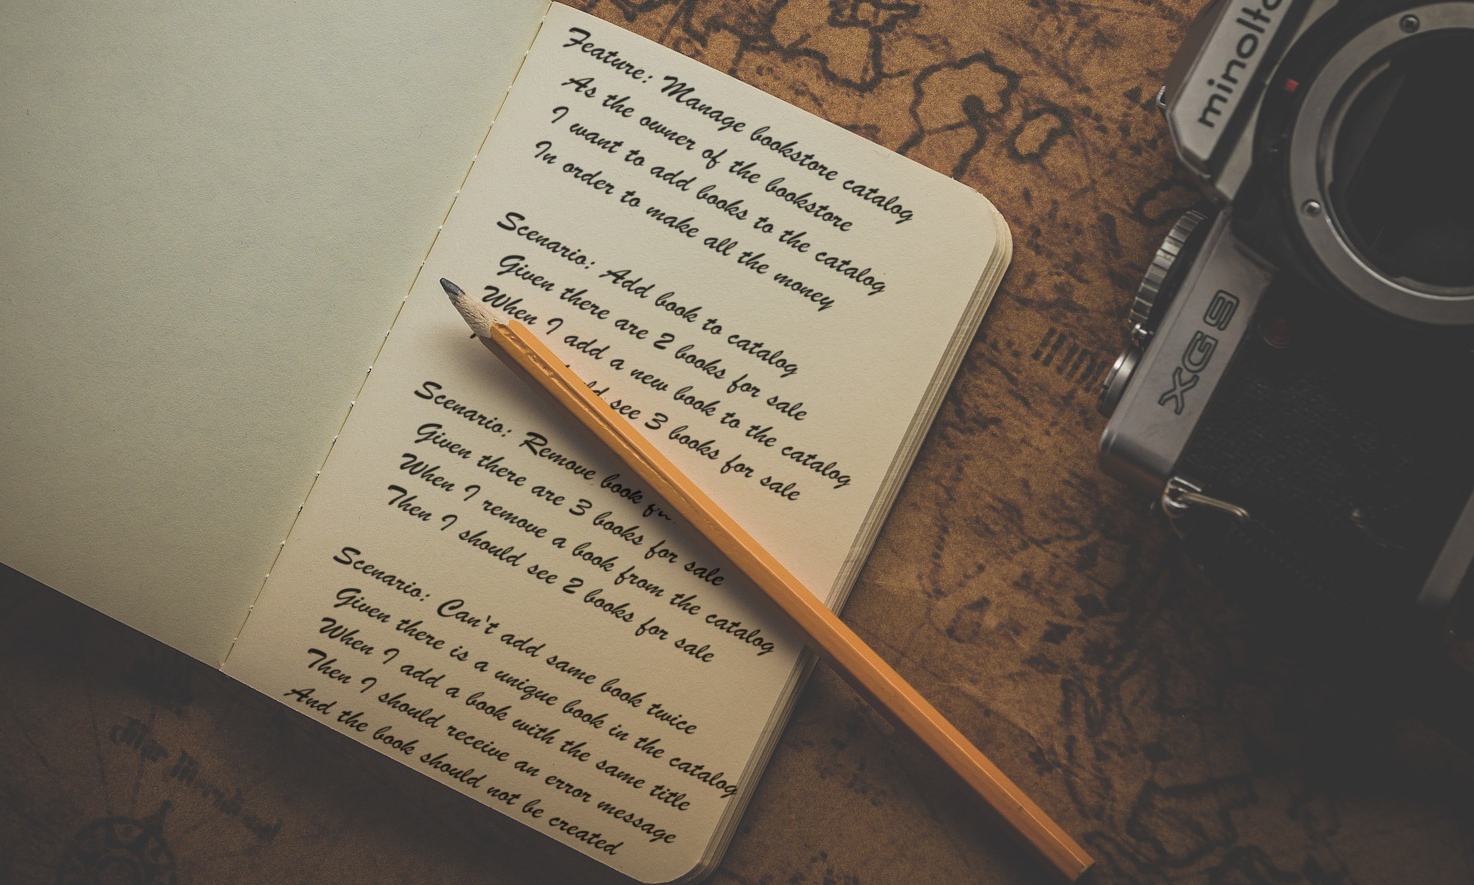 Feature: Manage bookstore catalog
As the owner of the bookstore
I want to add books to the catalog
In order to make all the money
Scenario: Add book to catalog
Given there are 2 books for sale
When I add a new book to the catalog
see 3 books for sale
Scenario: Remove book
Given there are 3 books for sale
When I remove a book from the catalog
Then I should see 2 books for sale
Scenario: Can't add same book twice
Given there is a unique book in the catalog
When I add a book with the same title
Then I should receive an error message
And the book should not be created
minolta
XG9